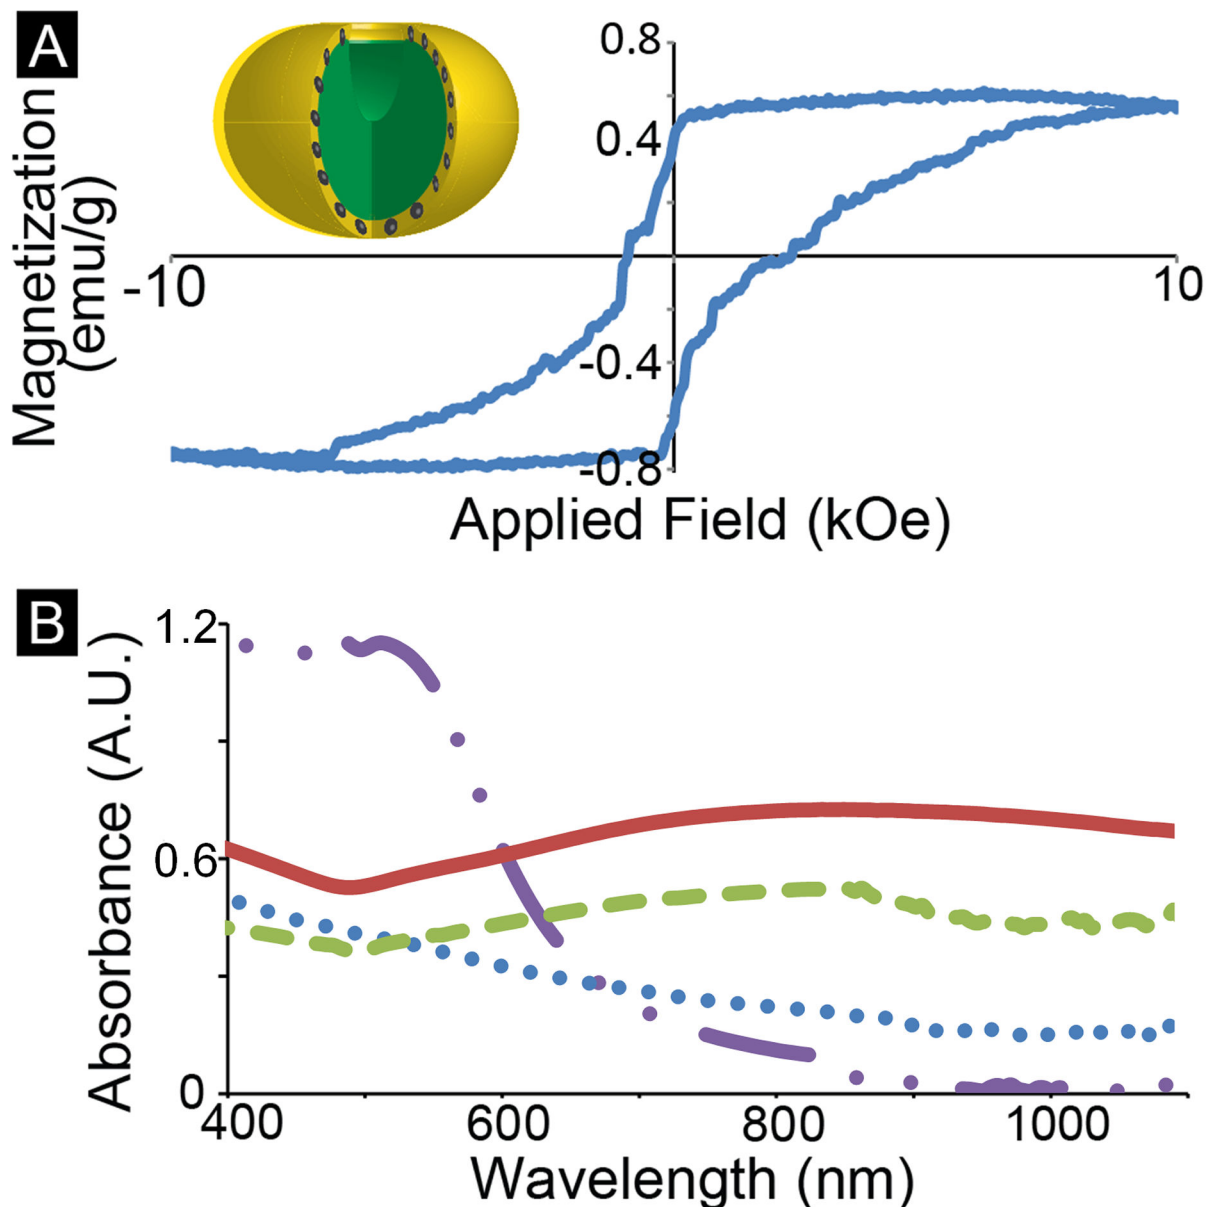 A
Magnetization
(emu/g)
0.8
0.4
-10
10
-0.4
-0.8
Applied Field (kOe)
B
Absorbance (A.U.)
1.2
0.6
0
400
600
800
1000
Wavelength (nm)